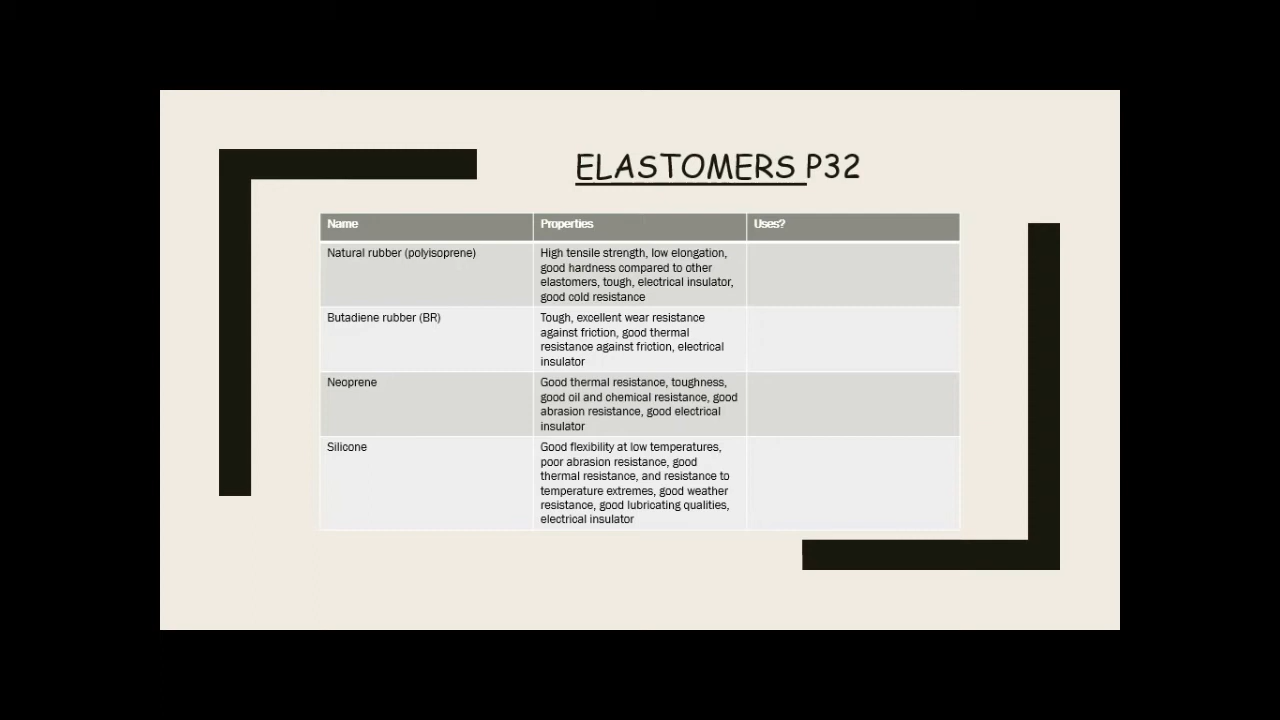 ELASTOMERS P32
Name
Properties
Uses?
Natural rubber (polyisoprene)
High tensile strength, low elongation,
good hardness compared to other
elastomers, tough, electrical insulator,
good cold resistance
Butadiene rubber (BR)
Tough, excellent wear resistance
against friction, good thermal
resistance against friction, electrical
insulator
Neoprene
Good thermal resistance, toughness,
good oil and chemical resistance, good
abrasion resistance, good electrical
insulator
Silicone
Good flexibility at low temperatures,
poor abrasion resistance, good
thermal resistance, and resistance to
temperature extremes, good weather
resistance, good lubricating qualities,
electrical insulator